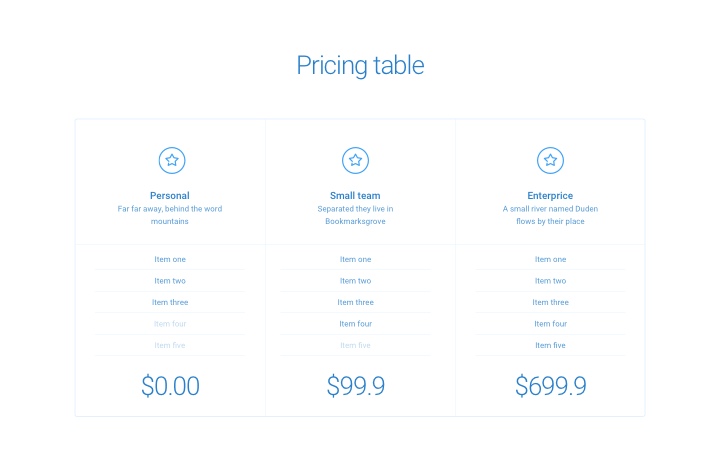 Pricing table
Personal
Far far away, behind the word
mountains
Item one
Item two
Item three
Item four
Item five
$0.00
Small team
Separated they live in
Bookmarksgrove
Item one
Item two
Item three
Item four
Item five
$99.9
Enterprice
A small river named Duden
flows by their place
Item one
Item two
Item three
Item four
Item five
$699.9